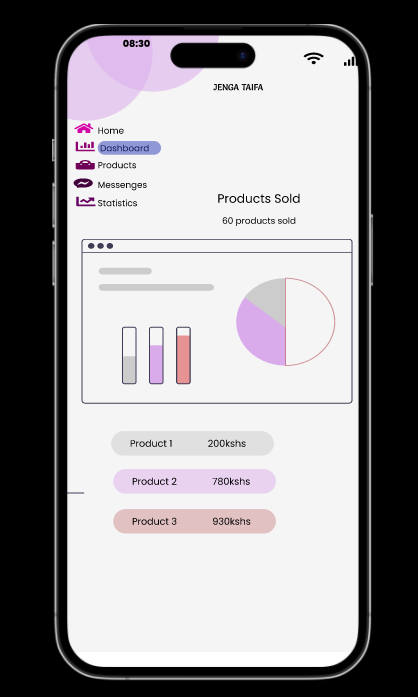 08:30
JENGA TAIFA
Home
Dashboard
Products
Messenges
Statistics
Products Sold
60 products sold
Product 1 200kshs
Product 2 780kshs
Product 3 930kshs